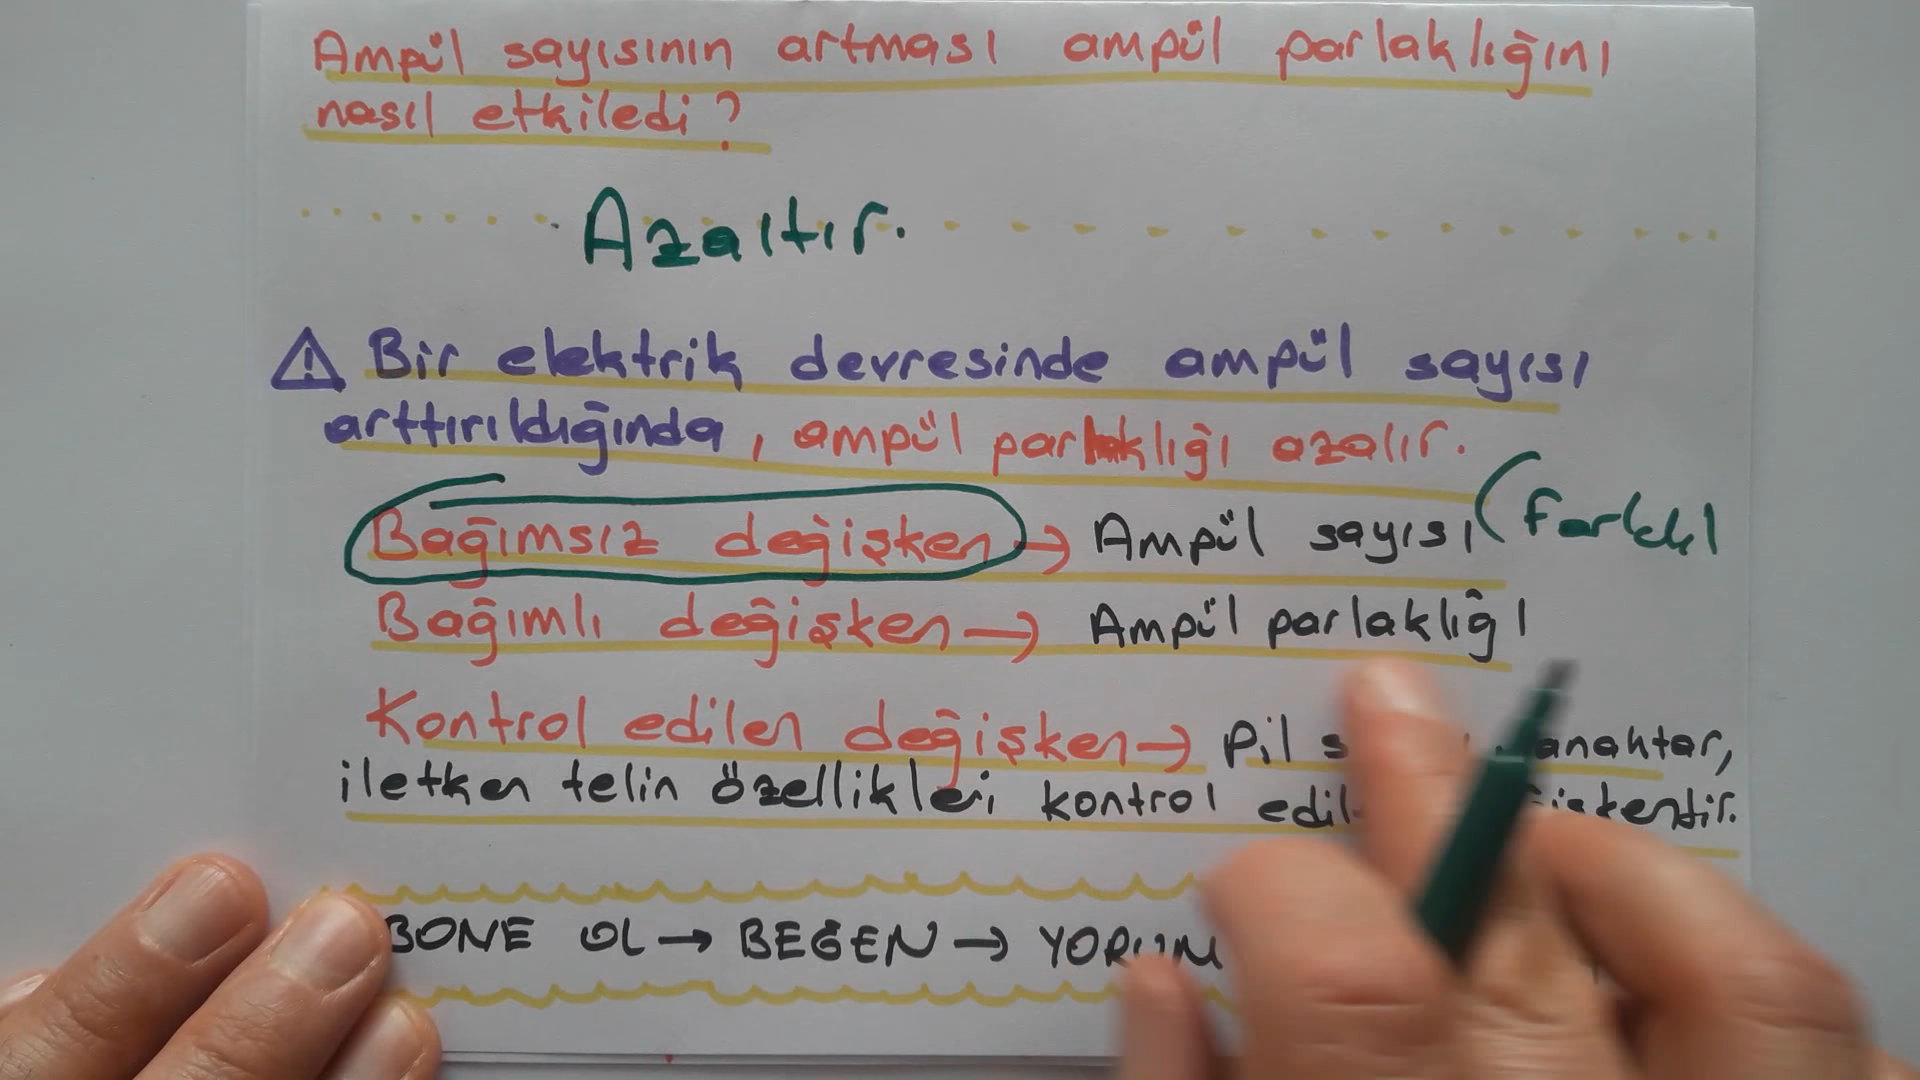 Ampül sayısının artması ampül parlaklığını
nasıl etkiledi?
Azaltır.
Bir elektrik devresinde ampül sayısı
arttırıldığında, ampül parlaklığı azalır.
Bağımsız değişken → Ampül sayısı (Farklı
Bağımlı değişken → Ampül parlaklığı
Kontrol edilen değişken → Pil anahtar,
iletken telin özellikleri kontrol
BONE OL → BEĞEN → YORUM